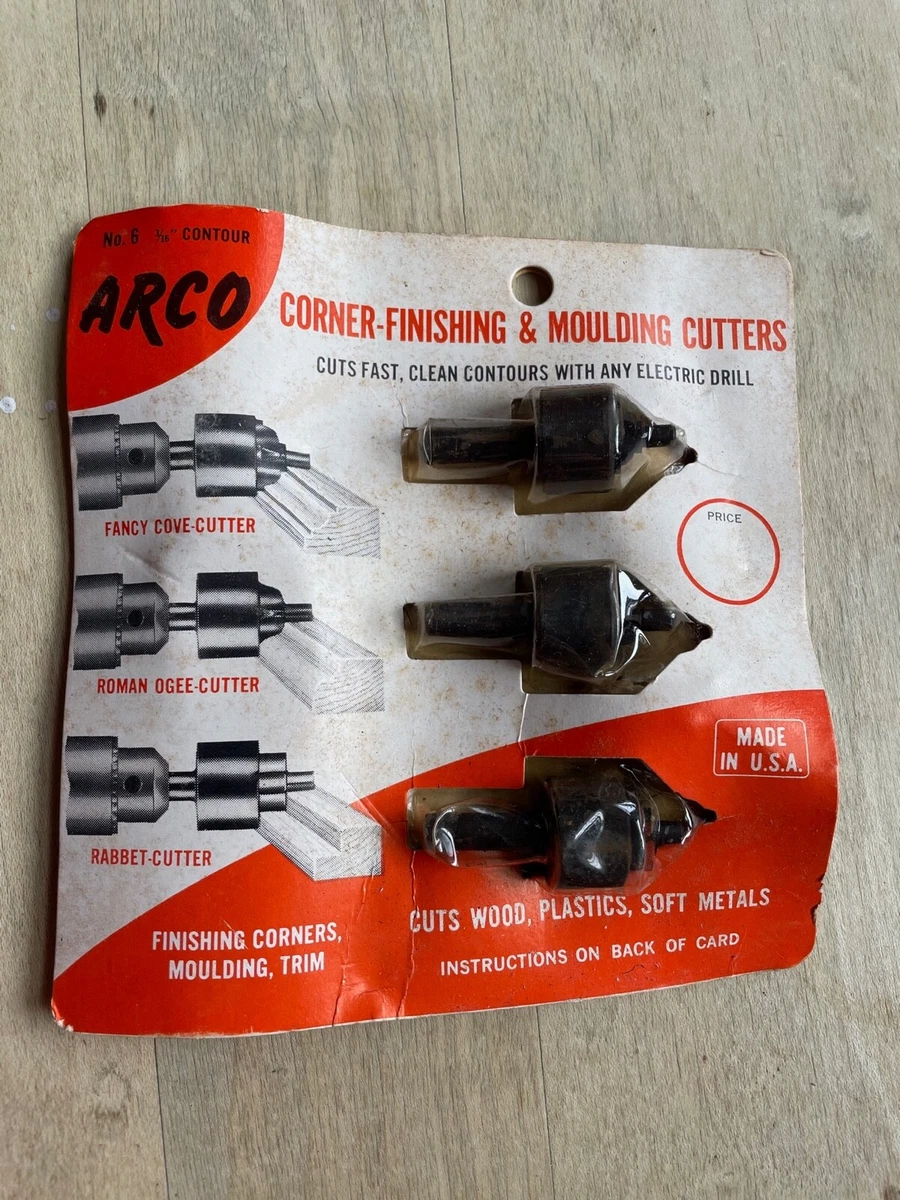 No. 6 3/16" CONTOUR
ARCO
CORNER-FINISHING & MOULDING CUTTERS
CUTS FAST, CLEAN CONTOURS WITH ANY ELECTRIC DRILL
FANCY COVE-CUTTER
PRICE
ROMAN OGEE-CUTTER
MADE
IN U.S.A.
RABBET-CUTTER
FINISHING CORNERS,
MOULDING, TRIM
CUTS WOOD, PLASTICS, SOFT METALS
INSTRUCTIONS ON BACK OF CARD